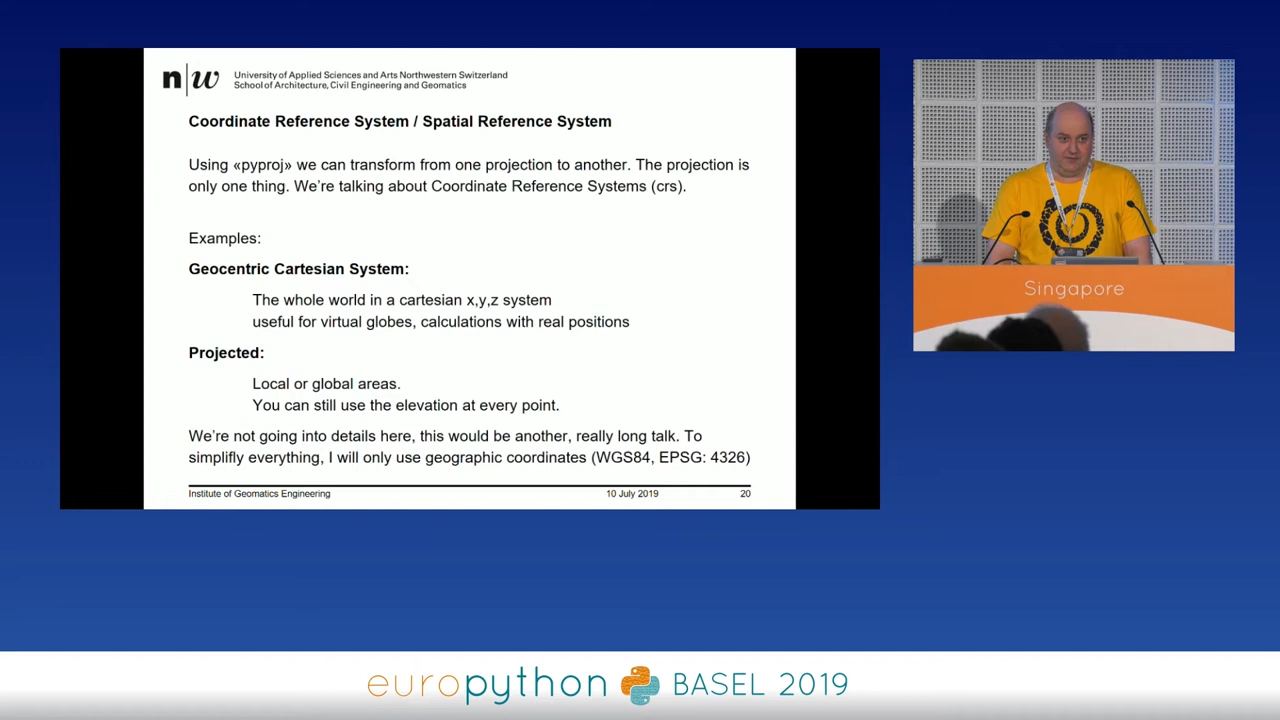 n|w
University of Applied Sciences and Arts Northwestern Switzerland
School of Architecture, Civil Engineering and Geomatics
Coordinate Reference System / Spatial Reference System
Using «pyproj» we can transform from one projection to another. The projection is
only one thing. We're talking about Coordinate Reference Systems (crs).
Examples:
Geocentric Cartesian System:
The whole world in a cartesian x,y,z system
useful for virtual globes, calculations with real positions
Projected:
Local or global areas.
You can still use the elevation at every point.
We're not going into details here, this would be another, really long talk. To
simplifly everything, I will only use geographic coordinates (WGS84, EPSG: 4326)
Institute of Geomatics Engineering 10 July 2019 20
Singapore
europython BASEL 2019